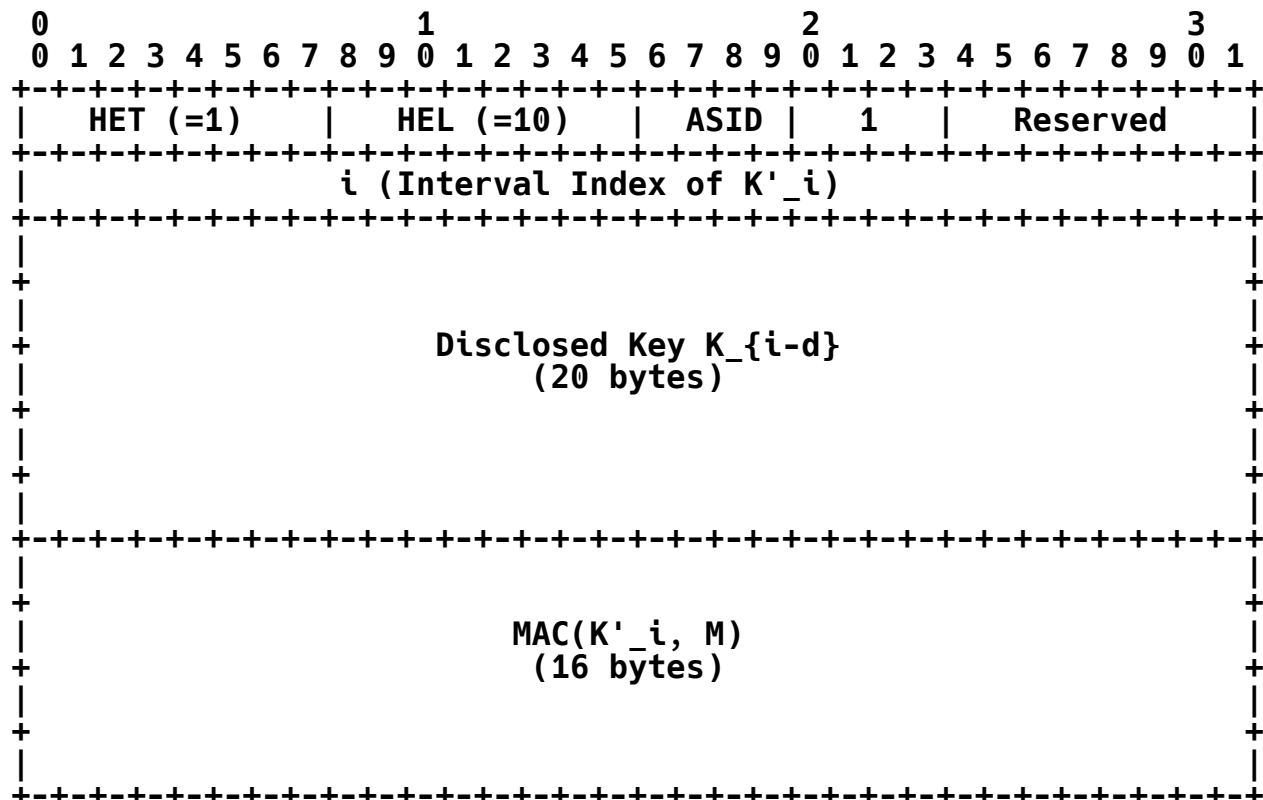 0                   1                   2                   3
 0 1 2 3 4 5 6 7 8 9 0 1 2 3 4 5 6 7 8 9 0 1 2 3 4 5 6 7 8 9 0 1
+-+-+-+-+-+-+-+-+-+-+-+-+-+-+-+-+-+-+-+-+-+-+-+-+-+-+-+-+-+-+-+-+
|   HET (=1)    |   HEL (=10)   |  ASID |   1   |   Reserved    |
+-+-+-+-+-+-+-+-+-+-+-+-+-+-+-+-+-+-+-+-+-+-+-+-+-+-+-+-+-+-+-+-+
|                i (Interval Index of K'_i)                     |
+-+-+-+-+-+-+-+-+-+-+-+-+-+-+-+-+-+-+-+-+-+-+-+-+-+-+-+-+-+-+-+-+
|                                                               |
+                                                               +
|                                                               |
+                     Disclosed Key K_{i-d}                     +
|                          (20 bytes)                           |
+                                                               +
|                                                               |
+                                                               +
|                                                               |
+-+-+-+-+-+-+-+-+-+-+-+-+-+-+-+-+-+-+-+-+-+-+-+-+-+-+-+-+-+-+-+-+
|                                                               |
+                                                               +
|                         MAC(K'_i, M)                          |
+                          (16 bytes)                           +
|                                                               |
+                                                               +
|                                                               |
+-+-+-+-+-+-+-+-+-+-+-+-+-+-+-+-+-+-+-+-+-+-+-+-+-+-+-+-+-+-+-+-+